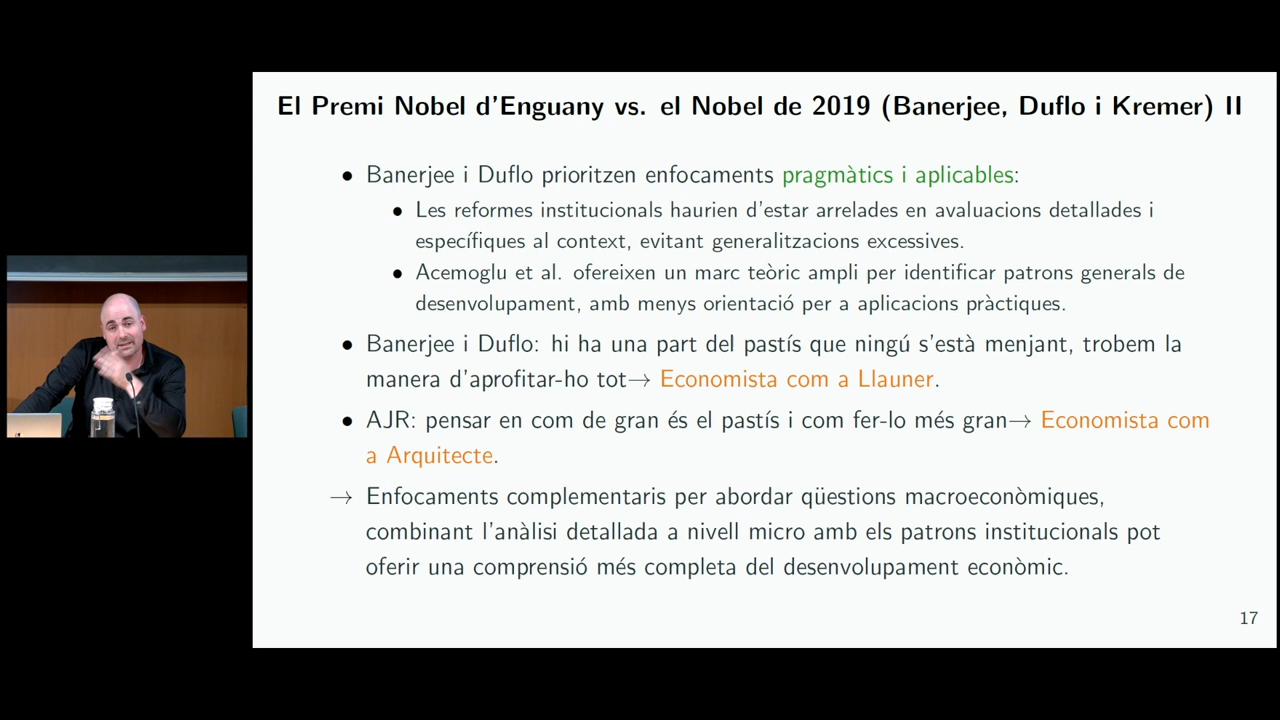 El Premi Nobel d'Enguany vs. el Nobel de 2019 (Banerjee, Duflo i Kremer) II
• Banerjee i Duflo prioritzen enfocaments pragmàtics i aplicables:
• Les reformes institucionals haurien d'estar arrelades en avaluacions detallades i
específiques al context, evitant generalitzacions excessives.
• Acemoglu et al. ofereixen un marc teòric ampli per identificar patrons generals de
desenvolupament, amb menys orientació per a aplicacions pràctiques.
• Banerjee i Duflo: hi ha una part del pastís que ningú s'està menjant, trobem la
manera d'aprofitar-ho tot→ Economista com a Llauner.
• AJR: pensar en com de gran és el pastís i com fer-lo més gran→ Economista com
a Arquitecte.
→ Enfocaments complementaris per abordar qüestions macroeconòmiques,
combinant l'anàlisi detallada a nivell micro amb els patrons institucionals pot
oferir una comprensió més completa del desenvolupament econòmic.
17